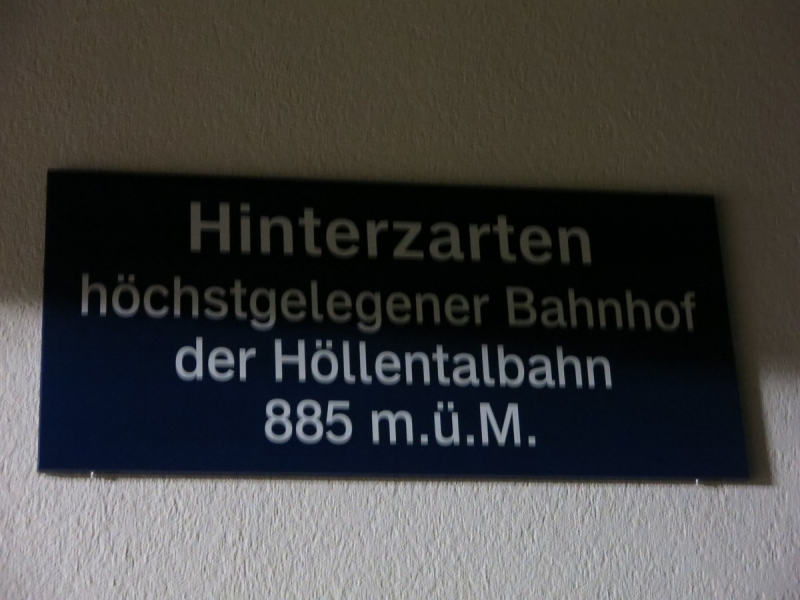 Hinterzarten
höchstgelegener Bahnhof
der Höllentalbahn
885 m.ü.M.